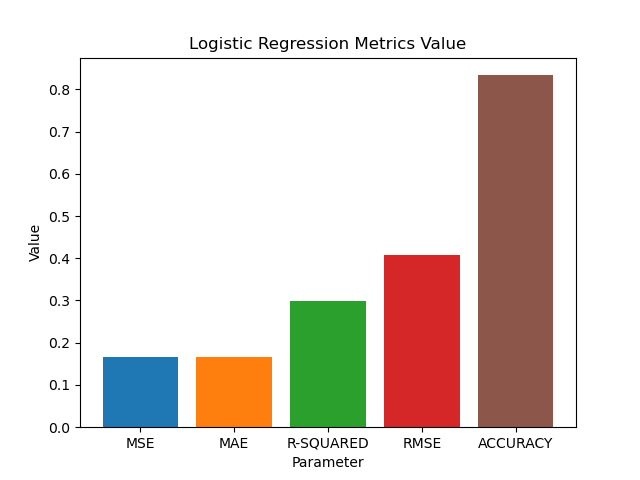 Logistic Regression Metrics Value
Value
0.8
0.7
0.6
0.5
0.4
0.3
0.2
0.1
0.0
MSE MAE R-SQUARED RMSE ACCURACY
Parameter